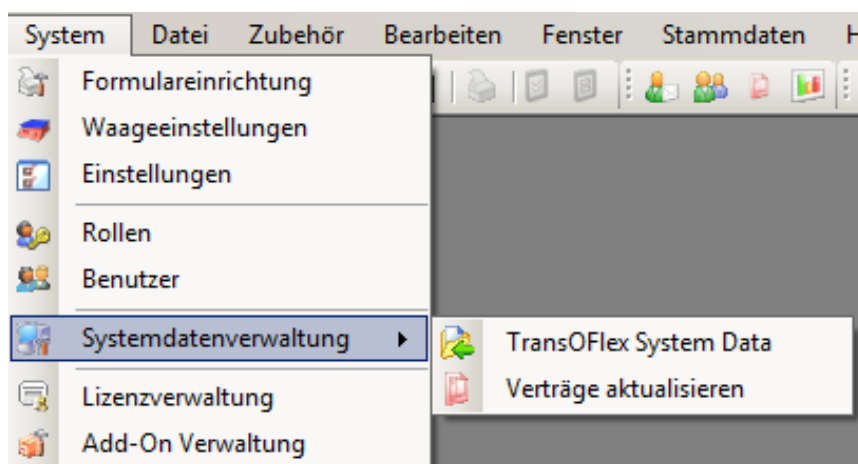 System Datei Zubehör Bearbeiten Fenster Stammdaten
Formulareinrichtung
Waageeinstellungen
Einstellungen
Rollen
Benutzer
Systemdatenverwaltung
TransOFlex System Data
Verträge aktualisieren
Lizenzverwaltung
Add-On Verwaltung